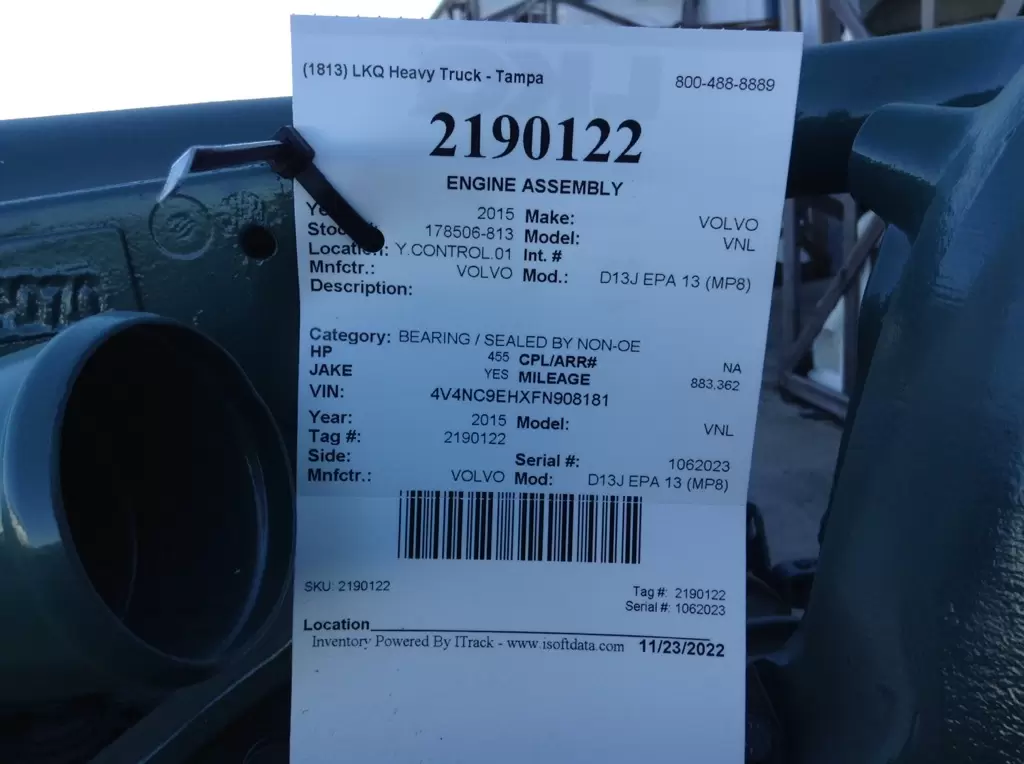 (1813) LKQ Heavy Truck - Tampa 800-488-8889
2190122
ENGINE ASSEMBLY
2015 Make: VOLVO
178506-813 Model: VNL
Location: Y.CONTROL.01 Int. #
Mnfctr.: VOLVO Mod.: D13J EPA 13 (MP8)
Description:
Category: BEARING / SEALED BY NON-OE
HP 455 CPL/ARR# NA
JAKE YES MILEAGE 883,362
VIN: 4V4NC9EHXFN908181
Year: 2015 Model: VNL
Tag #: 2190122
Side: Serial #: 1062023
Mnfctr.: VOLVO Mod: D13J EPA 13 (MP8)
SKU: 2190122 Tag #: 2190122
Serial #: 1062023
Location
Inventory Powered By ITrack - www.isoftdata.com 11/23/2022